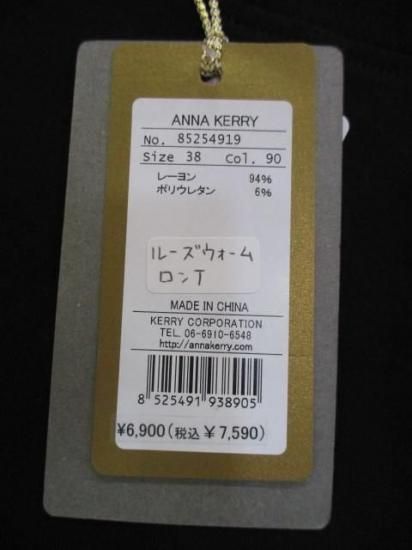 ANNA KERRY
No. 85254919
Size 38 Col. 90
レーヨン 94%
ポリウレタン 6%
ルーズウォーム
ロンT
MADE IN CHINA
KERRY CORPORATION
TEL. 06-6910-6548
http://annakerry.com
8 525491 938905
¥6,900(税込¥7,590)